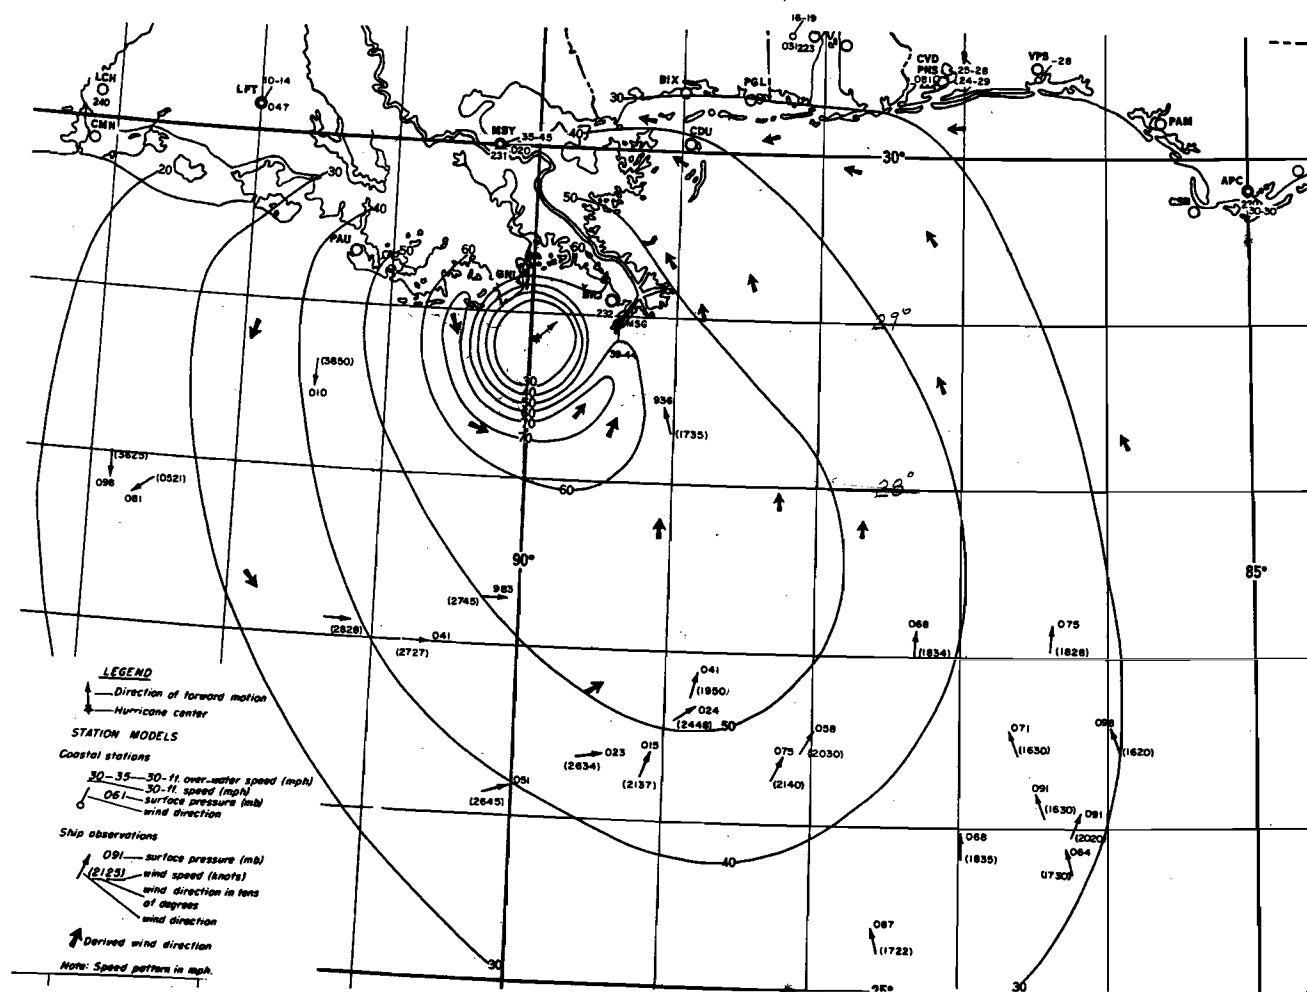 16-19
031 223
LCH
240
CMN
10-14
LFT
047
MSY
35-45
020
231
BIX
PGL
CDU
CVD
PNS
081
25-28
24-29
VPS
-28
PAM
APC
30-30
CSB
30°
30
40
20
30
40
50
50
60
60
PAU
GNI
232
MSG
38-44
29°
(3650)
010
30
40
50
60
70
70
936
(1735)
(3625)
098
081
(0521)
60
28°
90°
85°
983
(2745)
(2828)
041
(2727)
068
(1834)
075
(1828)
041
(1950)
024
(2448)
50
058
(2030)
023
(2634)
015
(2137)
075
(2140)
071
(1630)
098
(1620)
051
(2645)
091
(1630)
091
(2020)
068
(1835)
064
(1730)
40
087
(1722)
30
30
25°
LEGEND
Direction of forward motion
Hurricane center
STATION MODELS
Coastal stations
30-35—30-ft. over-water speed (mph)
30-ft. speed (mph)
061—surface pressure (mb)
wind direction
Ship observations
091—surface pressure (mb)
(2125) wind speed (knots)
wind direction in tens
of degrees
wind direction
Derived wind direction
Note: Speed pattern in mph.